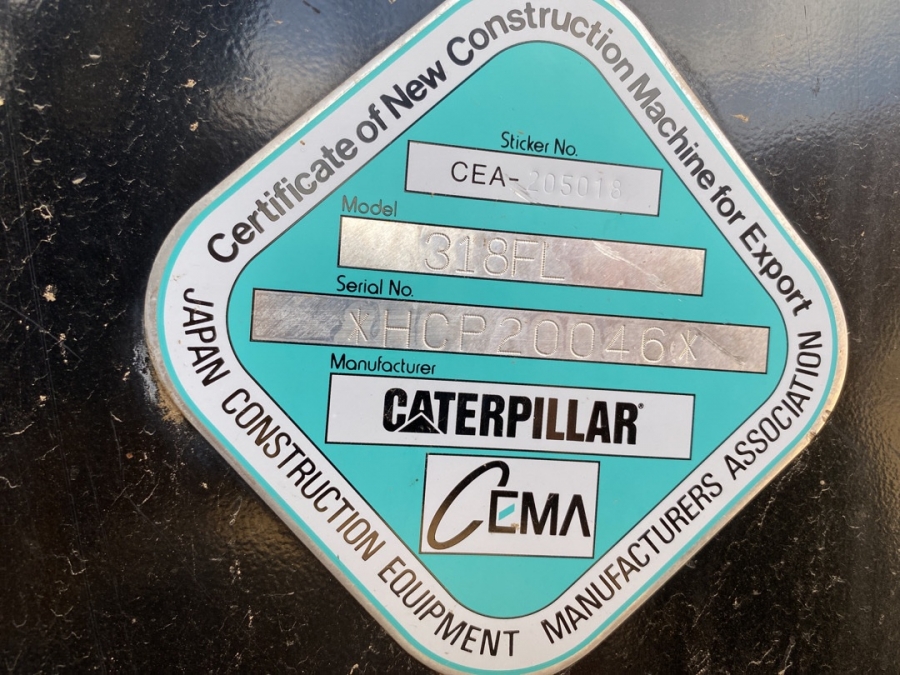 Certificate of New Construction Machine for Export
Sticker No.
CEA-205018
Model
318FL
Serial No.
*HCP20046*
Manufacturer
CATERPILLAR®
CEMA
JAPAN CONSTRUCTION EQUIPMENT MANUFACTURERS ASSOCIATION